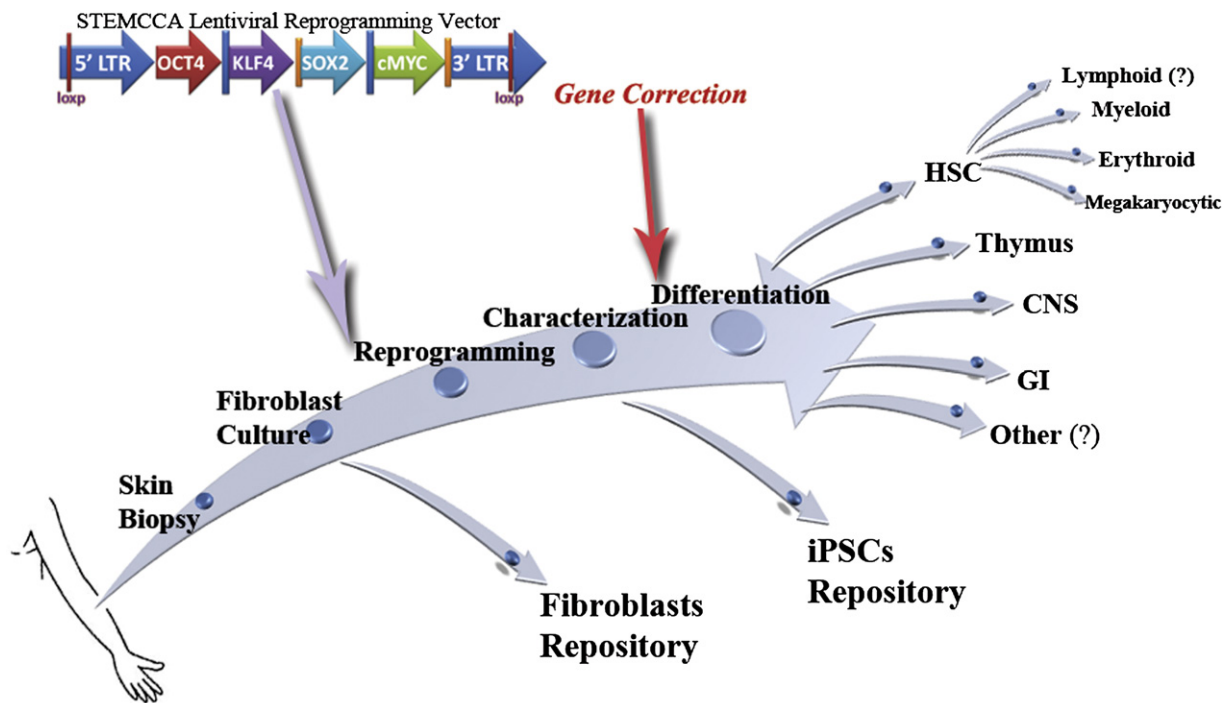 STEMCCA Lentiviral Reprogramming Vector
5' LTR
OCT4
KLF4
SOX2
cMYC
3' LTR
loxp
loxp
Gene Correction
Lymphoid (?)
Myeloid
Erythroid
Megakaryocytic
HSC
Thymus
CNS
GI
Other (?)
Differentiation
Characterization
Reprogramming
Fibroblast
Culture
Skin
Biopsy
iPSCs
Repository
Fibroblasts
Repository